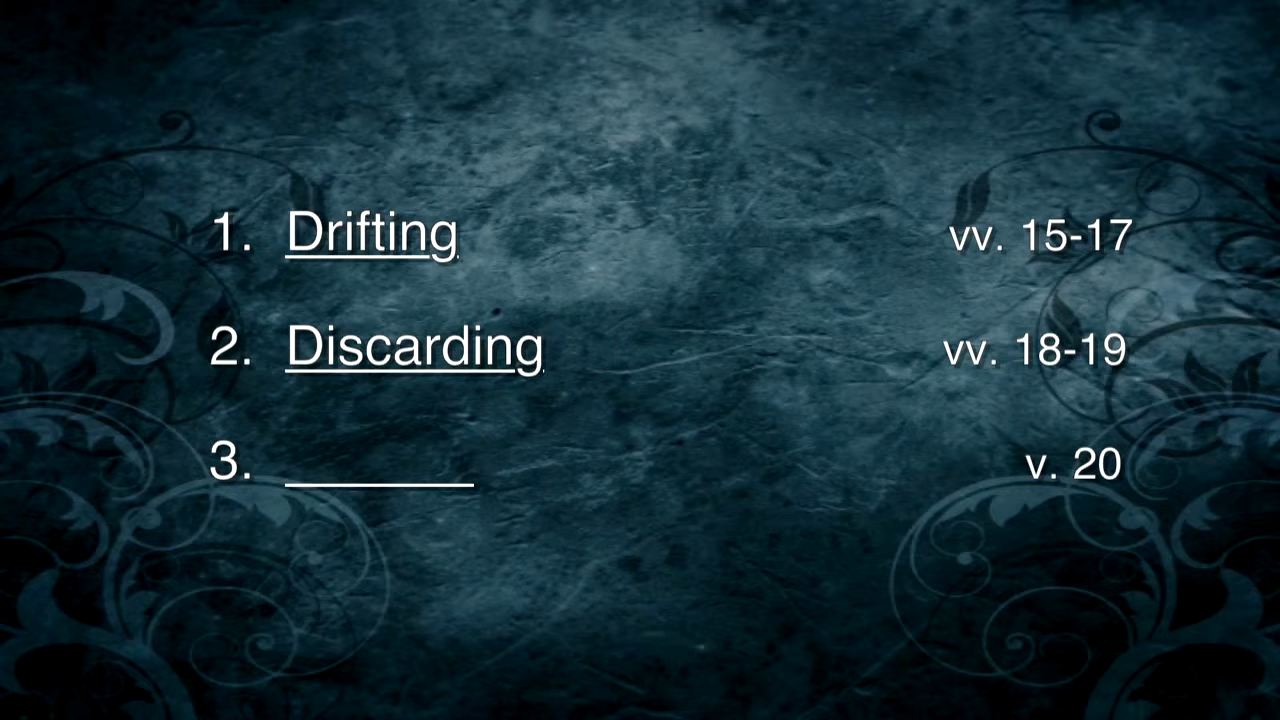 1. Drifting vv. 15-17
2. Discarding vv. 18-19
3. _______ v. 20